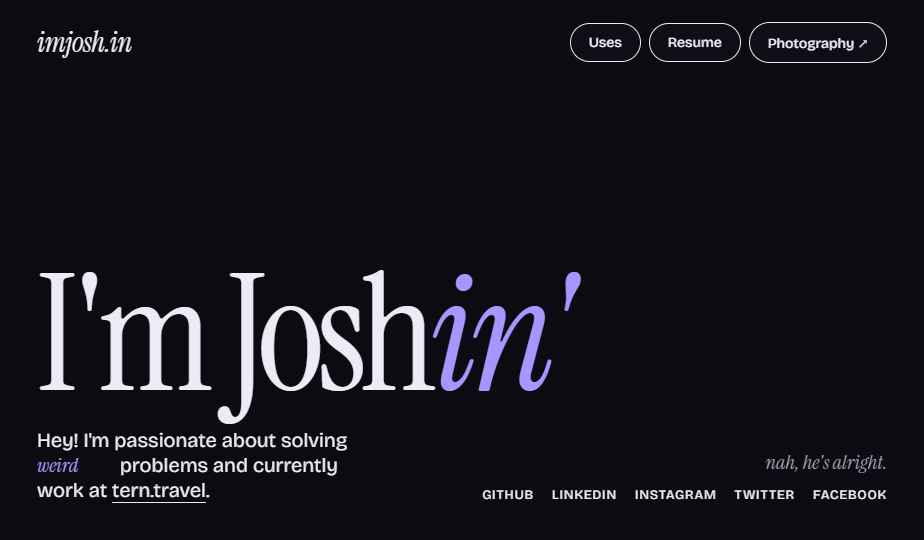 imjosh.in
Uses
Resume
Photography ↗
I'm Joshin'
Hey! I'm passionate about solving
weird problems and currently
work at tern.travel.
nah, he's alright.
GITHUB LINKEDIN INSTAGRAM TWITTER FACEBOOK